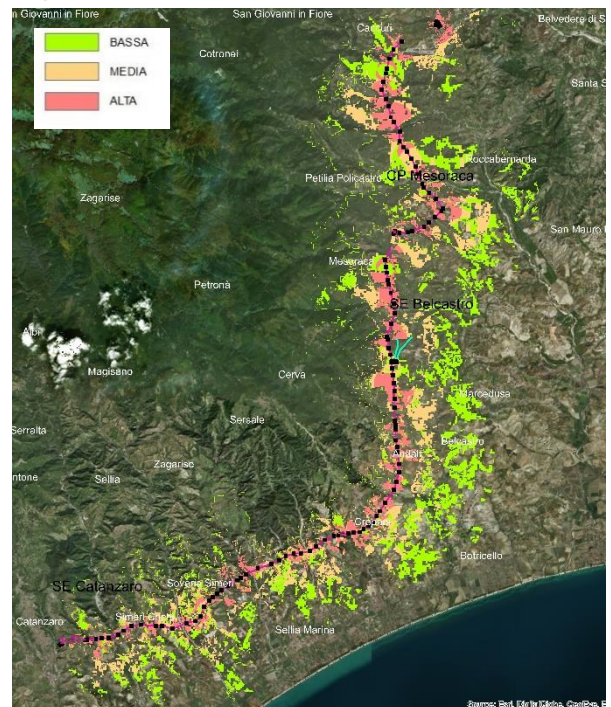 San Giovanni in Fiore
San Giovanni in Fiore
Belvedere di S
Caccuri
Cotronei
BASSA
MEDIA
ALTA
Santa S
Roccabernarda
Petilia Policastro
CP Mesoraca
Zagarise
San Mauro
Mesoraca
Petronà
SE Belcastro
Albi
Magisano
Cerva
Marcedusa
Sersale
Serralta
Andali
Belcastro
Zagariso
Sellia
ntone
Cropani
Botricello
SE Catanzaro
Soveria Simeri
Catanzaro
Simeri Crichi
Sellia Marina